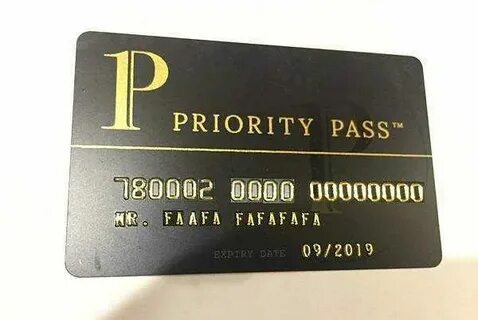 P
PRIORITY PASS™
780002 0000 00000000
MR. FAAFA FAFAFAFA
EXPIRY DATE 09/2019